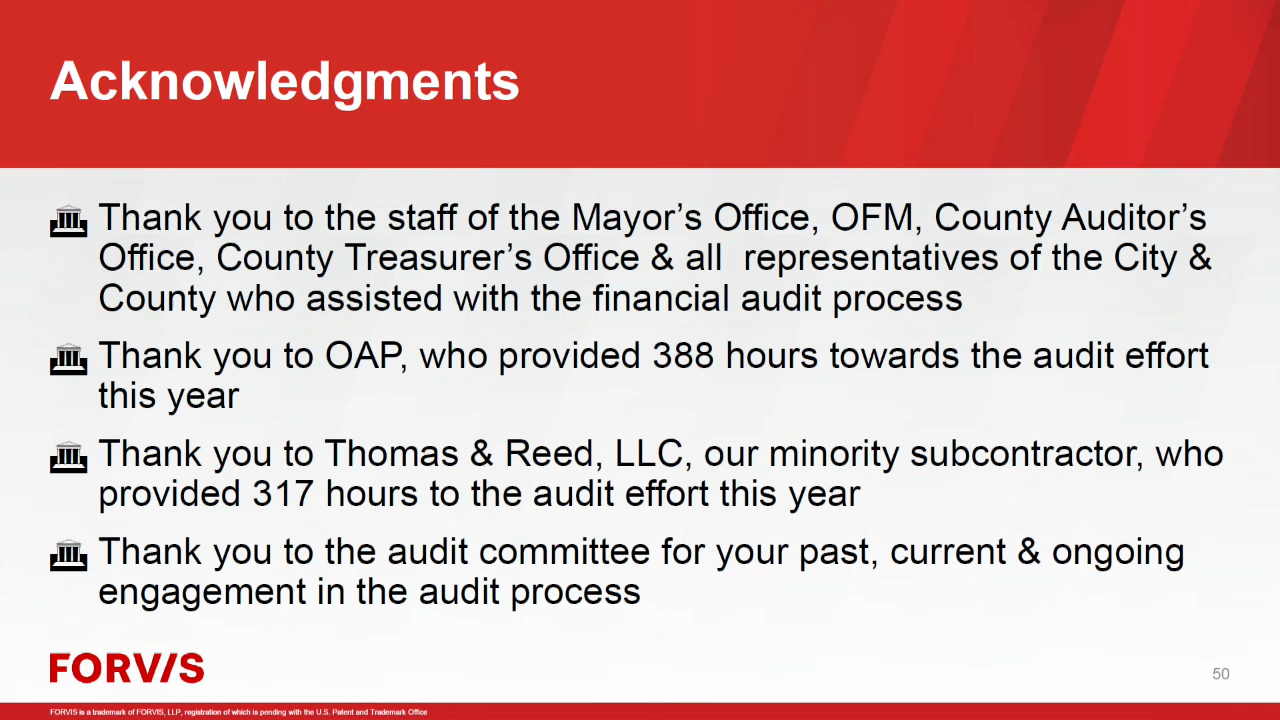 Acknowledgments
Thank you to the staff of the Mayor’s Office, OFM, County Auditor’s
Office, County Treasurer’s Office & all  representatives of the City &
County who assisted with the financial audit process
Thank you to OAP, who provided 388 hours towards the audit effort
this year
Thank you to Thomas & Reed, LLC, our minority subcontractor, who
provided 317 hours to the audit effort this year
Thank you to the audit committee for your past, current & ongoing
engagement in the audit process
FORVIS
50
FORVIS is a trademark of FORVIS, LLP, registration of which is pending with the U.S. Patent and Trademark Office